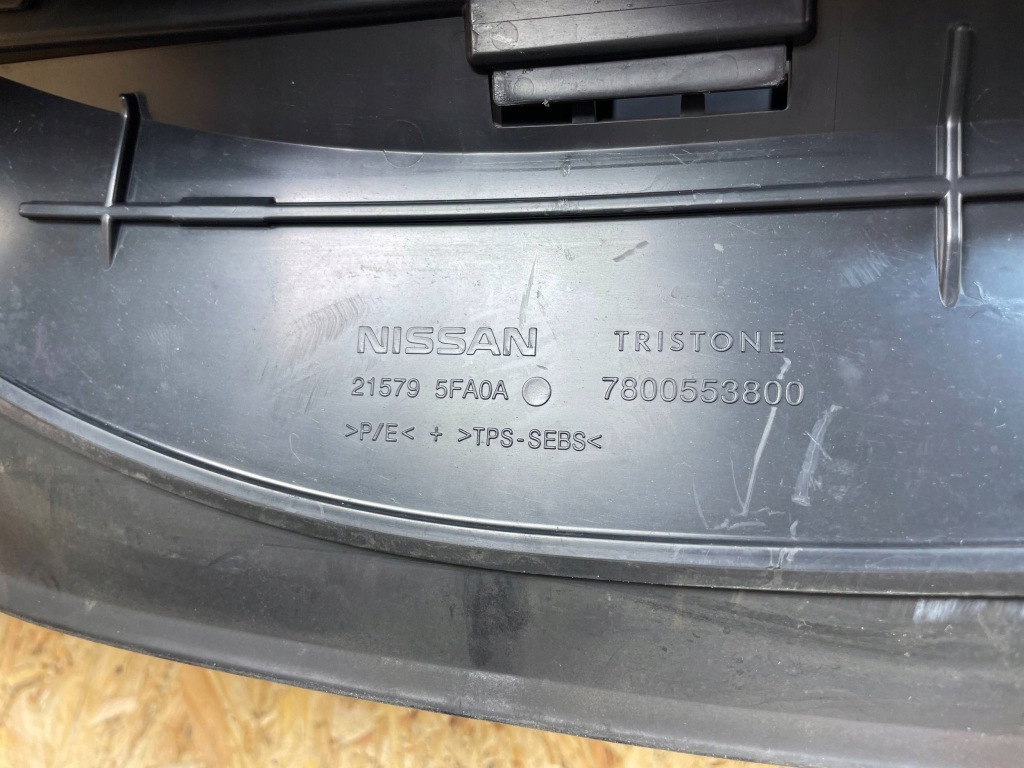 NISSAN TRISTONE
21579 5FA0A 7800553800
>P/E< + >TPS-SEBS<